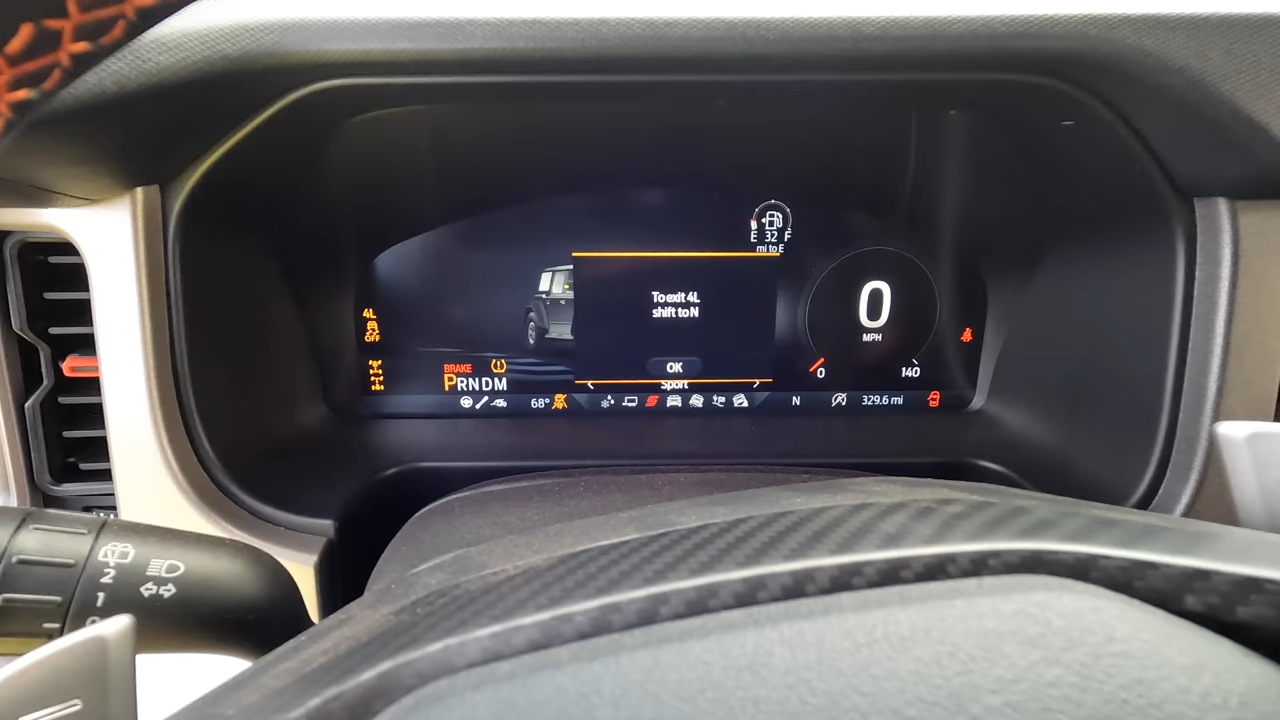 E 32 F
mi to E
To exit 4L
shift to N
OK
Sport
4L
OFF
BRAKE
PRNDM
68°
0
MPH
0 140
N
329.6 mi
2
1
0